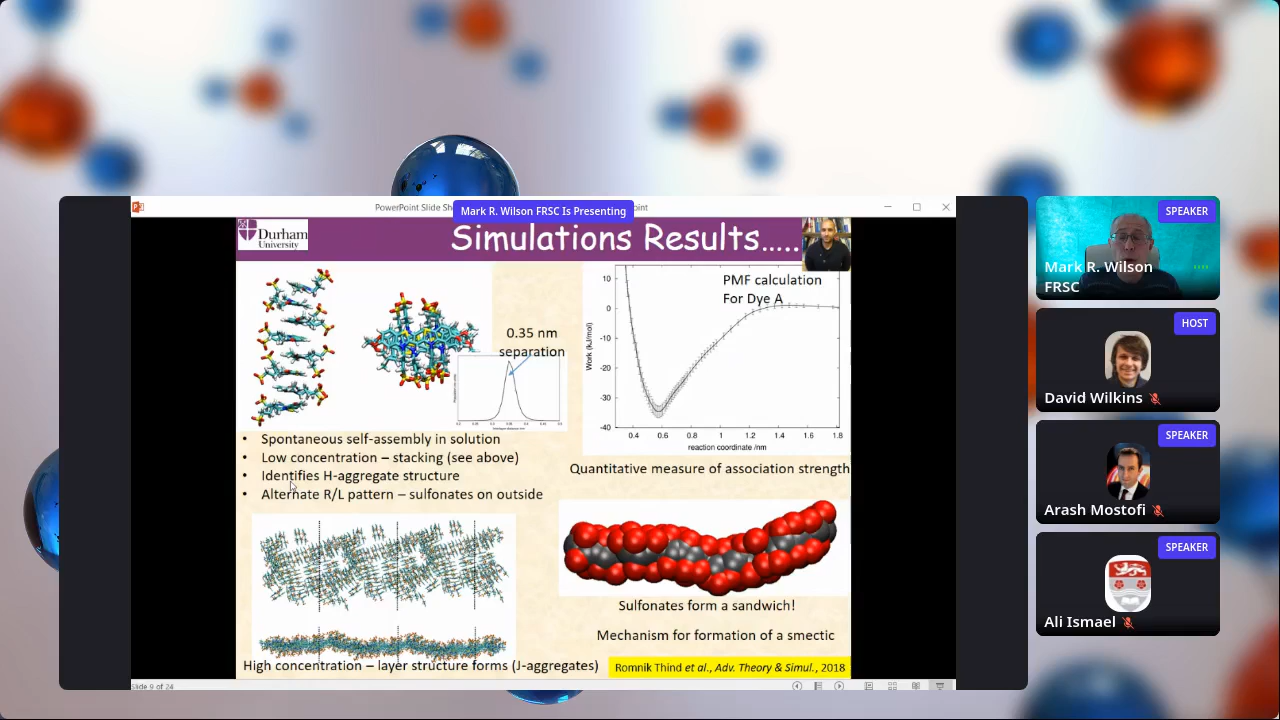 PowerPoint Slide Sh
Mark R. Wilson FRSC Is Presenting
int
Durham
University
Simulations Results.....
0.35 nm
separation
PMF calculation
For Dye A
Work (kJ/mol)
10
0
-10
-20
-30
-40
0.4 0.6 0.8 1 1.2 1.4 1.6 1.8
reaction coordinate /nm
• Spontaneous self-assembly in solution
• Low concentration – stacking (see above)
• Identifies H-aggregate structure
• Alternate R/L pattern – sulfonates on outside
Quantitative measure of association strength
Sulfonates form a sandwich!
Mechanism for formation of a smectic
High concentration – layer structure forms (J-aggregates)
Romnik Thind et al., Adv. Theory & Simul., 2018
Slide 9 of 24
SPEAKER
Mark R. Wilson
FRSC
HOST
David Wilkins
SPEAKER
Arash Mostofi
SPEAKER
Ali Ismael